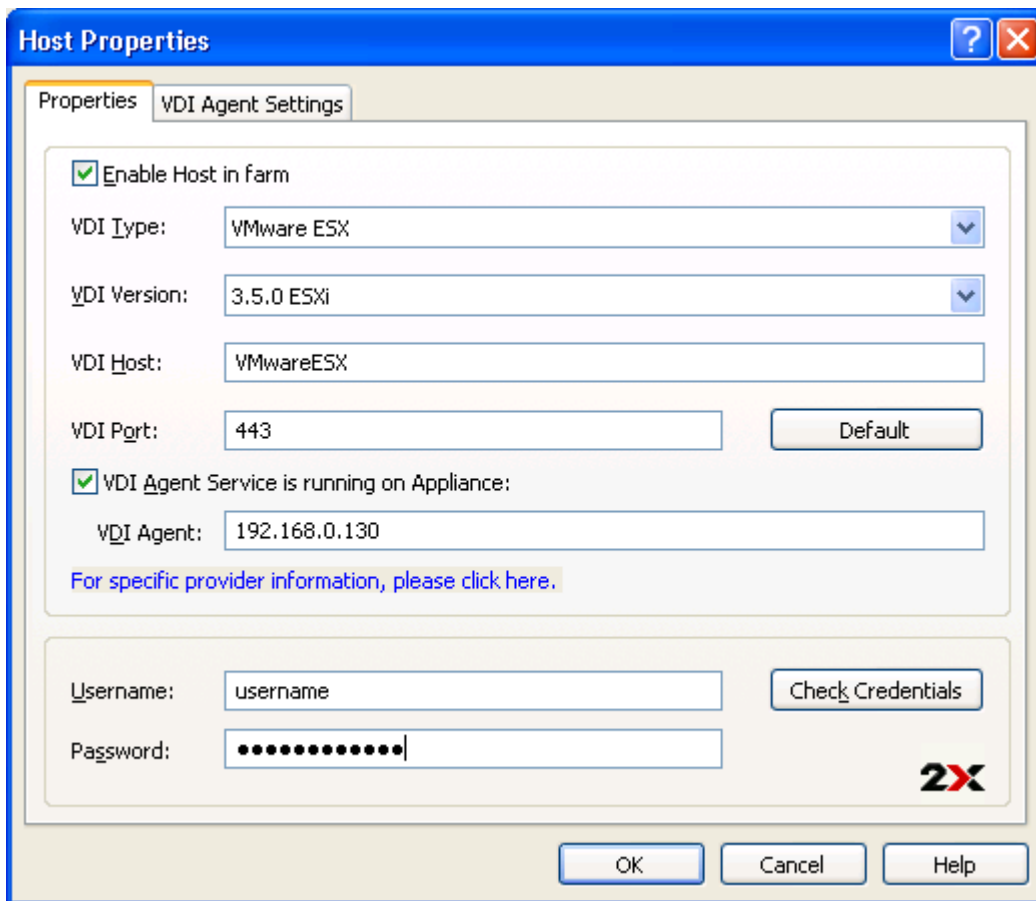 Host Properties
Properties VDI Agent Settings
Enable Host in farm
VDI Type: VMware ESX
VDI Version: 3.5.0 ESXi
VDI Host: VMwareESX
VDI Port: 443 Default
VDI Agent Service is running on Appliance:
VDI Agent: 192.168.0.130
For specific provider information, please click here.
Username: username Check Credentials
Password: ••••••••••••
2X
OK Cancel Help